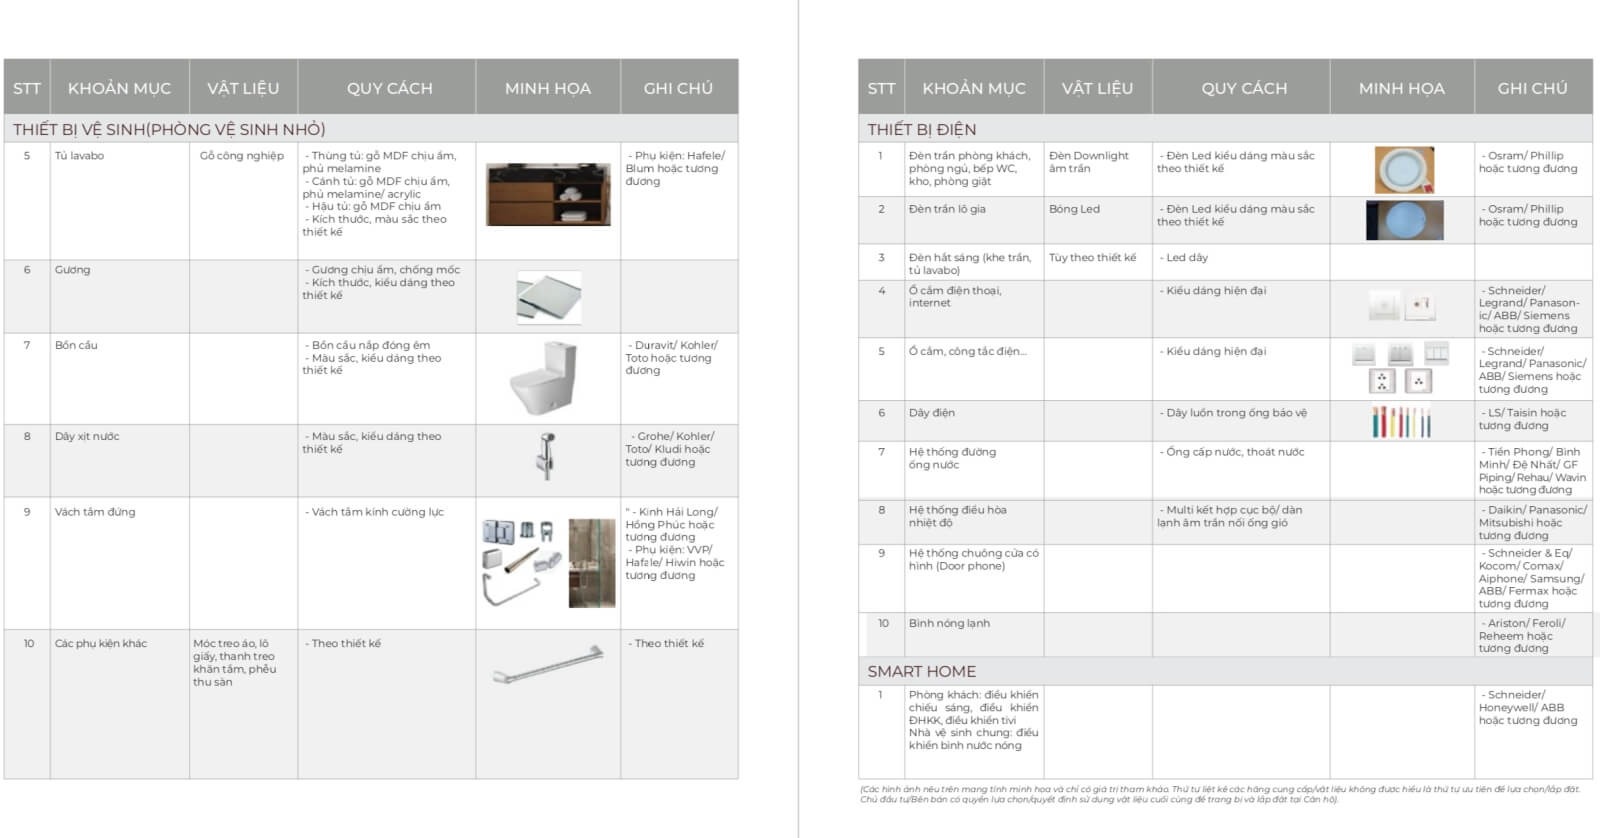 STT KHOẢN MỤC VẬT LIỆU QUY CÁCH MINH HỌA GHI CHÚ
THIẾT BỊ VỆ SINH(PHÒNG VỆ SINH NHỎ)
5 Tủ lavabo Gỗ công nghiệp - Thùng tủ: gỗ MDF chịu ẩm, - Phụ kiện: Hafele/
phủ melamine Blum hoặc tương
- Cánh tủ: gỗ MDF chịu ẩm, đương
phủ melamine/ acrylic
- Hậu tủ: gỗ MDF chịu ẩm
- Kích thước, màu sắc theo
thiết kế
6 Gương - Gương chịu ẩm, chống mốc
- Kích thước, kiểu dáng theo
thiết kế
7 Bồn cầu - Bồn cầu nắp đóng êm - Duravit/ Kohler/
- Màu sắc, kiểu dáng theo Toto hoặc tương
thiết kế đương
8 Dây xịt nước - Màu sắc, kiểu dáng theo - Grohe/ Kohler/
thiết kế Toto/ Kludi hoặc
tương đương
9 Vách tắm đứng - Vách tắm kính cường lực " - Kính Hải Long/
Hồng Phúc hoặc
tương đương
- Phụ kiện: VVP/
Hafale/ Hiwin hoặc
tương đương
10 Các phụ kiện khác Móc treo áo, lô - Theo thiết kế - Theo thiết kế
giấy, thanh treo
khăn tắm, phễu
thu sàn
STT KHOẢN MỤC VẬT LIỆU QUY CÁCH MINH HỌA GHI CHÚ
THIẾT BỊ ĐIỆN
1 Đèn trần phòng khách, Đèn Downlight - Đèn Led kiểu dáng màu sắc - Osram/ Phillip
phòng ngủ, bếp WC, âm trần theo thiết kế hoặc tương đương
kho, phòng giặt
2 Đèn trần lô gia Bóng Led - Đèn Led kiểu dáng màu sắc - Osram/ Phillip
theo thiết kế hoặc tương đương
3 Đèn hắt sáng (khe trần, Tùy theo thiết kế - Led dây
tủ lavabo)
4 Ổ cắm điện thoại, - Kiểu dáng hiện đại - Schneider/
internet Legrand/ Panason-
ic/ ABB/ Siemens
hoặc tương đương
5 Ổ cắm, công tắc điện... - Kiểu dáng hiện đại - Schneider/
Legrand/ Panasonic/
ABB/ Siemens hoặc
tương đương
6 Dây điện - Dây luồn trong ống bảo vệ - LS/ Taisin hoặc
tương đương
7 Hệ thống đường - Ống cấp nước, thoát nước - Tiền Phong/ Bình
ống nước Minh/ Đệ Nhất/ GF
Piping/ Rehau/ Wavin
hoặc tương đương
8 Hệ thống điều hòa - Multi kết hợp cục bộ/ dàn - Daikin/ Panasonic/
nhiệt độ lạnh âm trần nối ống gió Mitsubishi hoặc
tương đương
9 Hệ thống chuông cửa có - Schneider & Eq/
hình (Door phone) Kocom/ Comax/
Aiphone/ Samsung/
ABB/ Fermax hoặc
tương đương
10 Bình nóng lạnh - Ariston/ Feroli/
Reheem hoặc
tương đương
SMART HOME
1 Phòng khách: điều khiển - Schneider/
chiếu sáng, điều khiển Honeywell/ ABB
ĐHKK, điều khiển tivi hoặc tương đương
Nhà vệ sinh chung: điều
khiển bình nước nóng
(Các hình ảnh nêu trên mang tính minh họa và chỉ có giá trị tham khảo. Thứ tự liệt kê các hãng cung cấp/vật liệu không được hiểu là thứ tự ưu tiên để lựa chọn/lắp đặt.
Chủ đầu tư/Bên bán có quyền lựa chọn/quyết định sử dụng vật liệu cuối cùng để trang bị và lắp đặt tại Căn hộ).